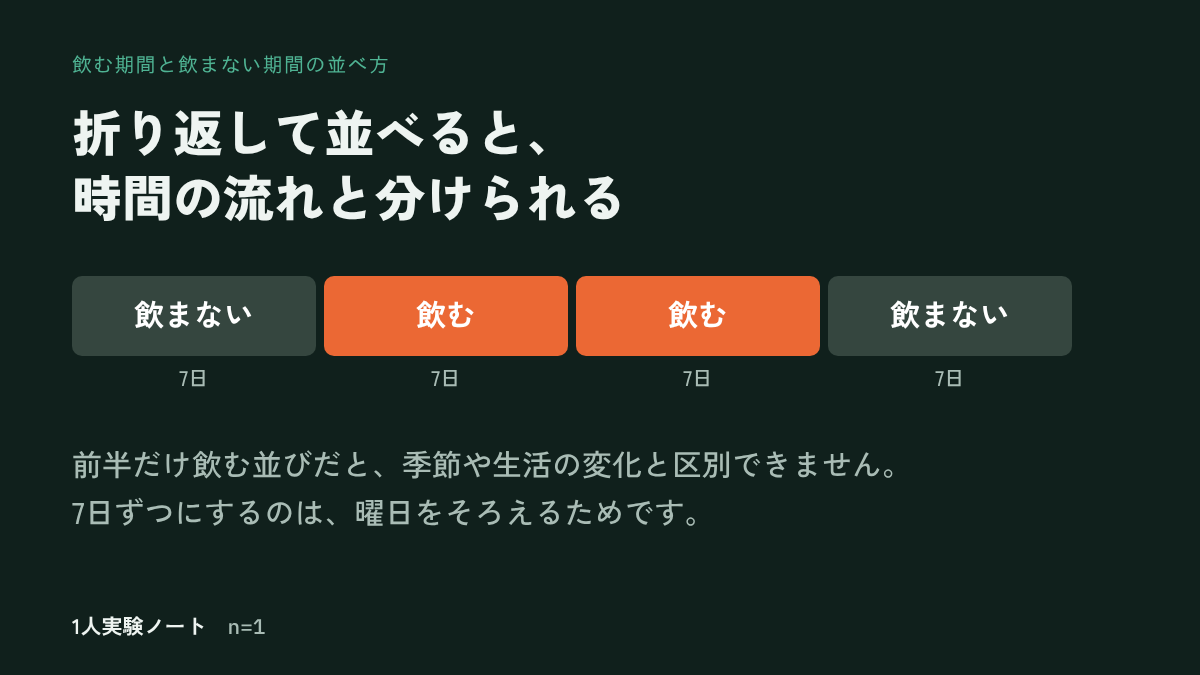 飲む期間と飲まない期間の並べ方
折り返して並べると、
時間の流れと分けられる
飲まない 飲む 飲む 飲まない
7日 7日 7日 7日
前半だけ飲む並びだと、季節や生活の変化と区別できません。
7日ずつにするのは、曜日をそろえるためです。
1人実験ノート n=1